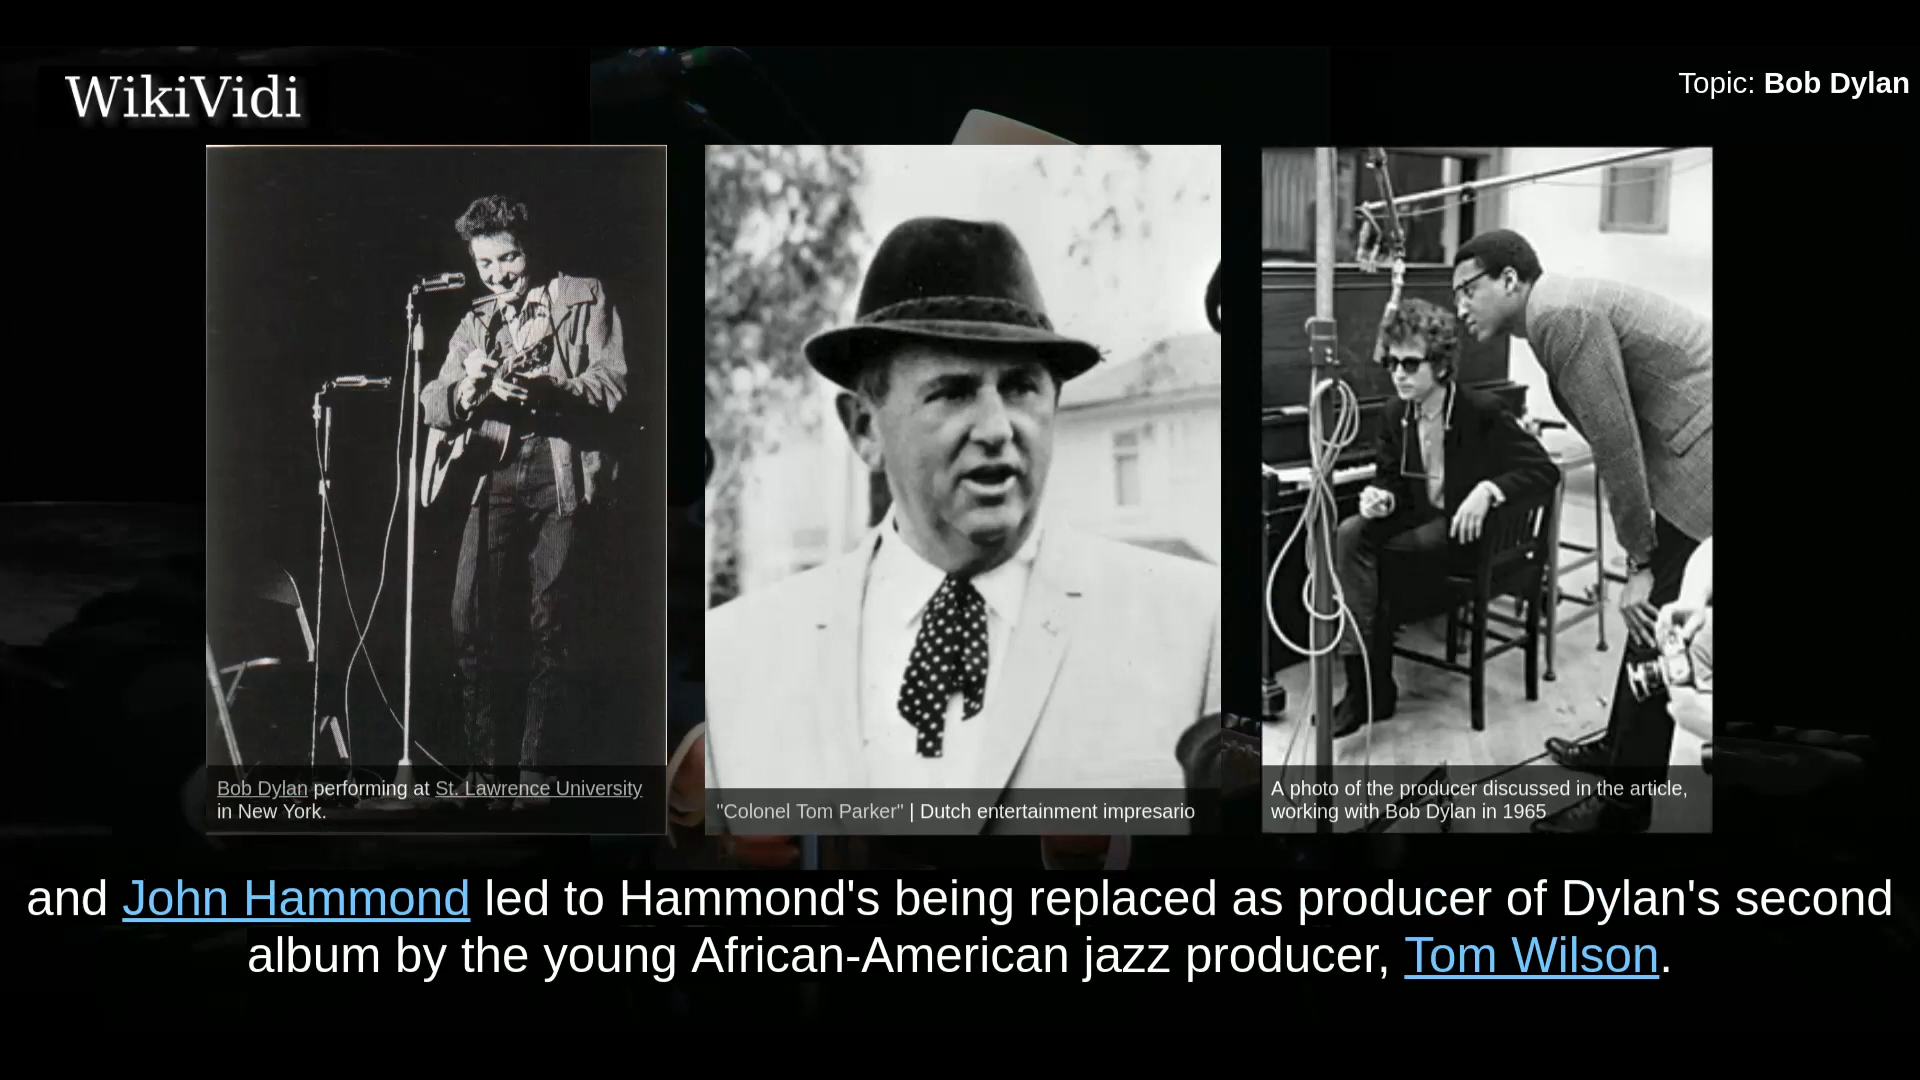 WikiVidi
Topic: Bob Dylan
Bob Dylan performing at St. Lawrence University
in New York.
"Colonel Tom Parker" | Dutch entertainment impresario
A photo of the producer discussed in the article,
working with Bob Dylan in 1965
and John Hammond led to Hammond's being replaced as producer of Dylan's second
album by the young African-American jazz producer, Tom Wilson.